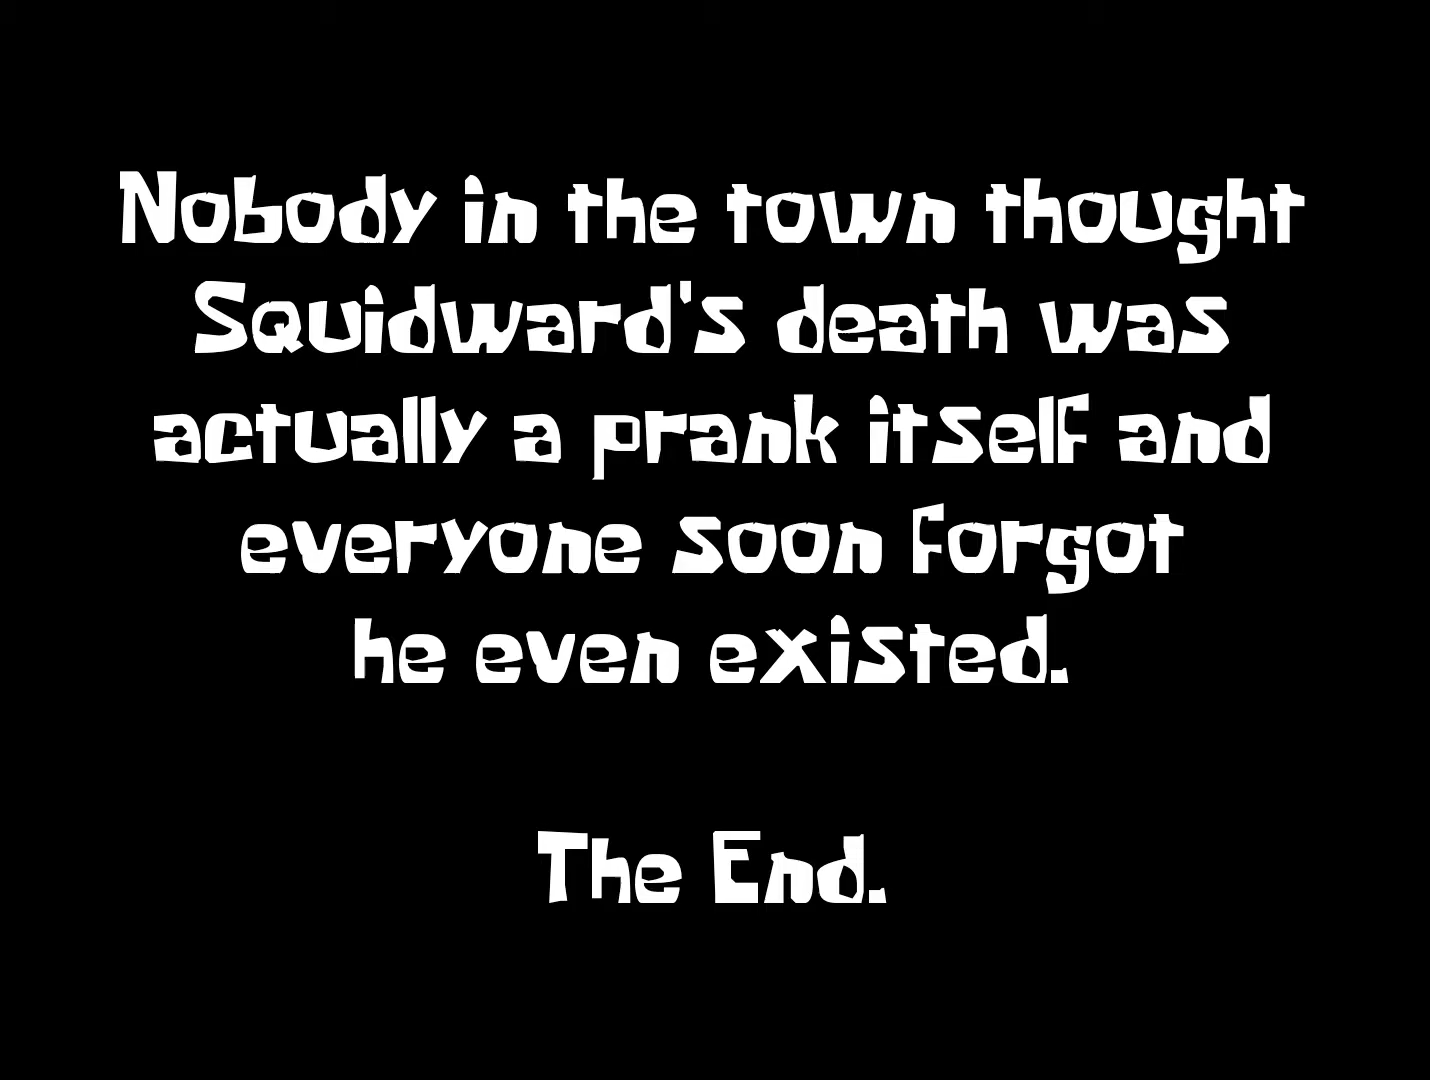 Nobody in the town thought
Squidward's death was
actually a prank itself and
everyone soon forgot
he even existed.
The End.